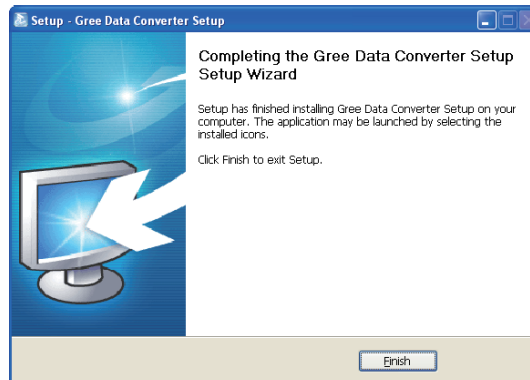 Setup - Gree Data Converter Setup
Completing the Gree Data Converter Setup
Setup Wizard
Setup has finished installing Gree Data Converter Setup on your
computer. The application may be launched by selecting the
installed icons.
Click Finish to exit Setup.
Finish